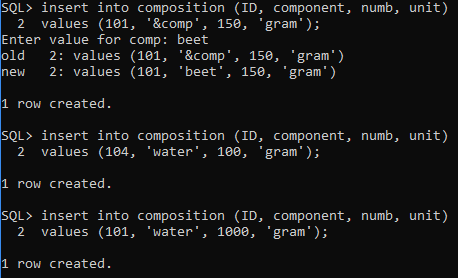 SQL> insert into composition (ID, component, numb, unit)
  2  values (101, '&comp', 150, 'gram');
Enter value for comp: beet
old   2: values (101, '&comp', 150, 'gram')
new   2: values (101, 'beet', 150, 'gram')
1 row created.
SQL> insert into composition (ID, component, numb, unit)
  2  values (104, 'water', 100, 'gram');
1 row created.
SQL> insert into composition (ID, component, numb, unit)
  2  values (101, 'water', 1000, 'gram');
1 row created.